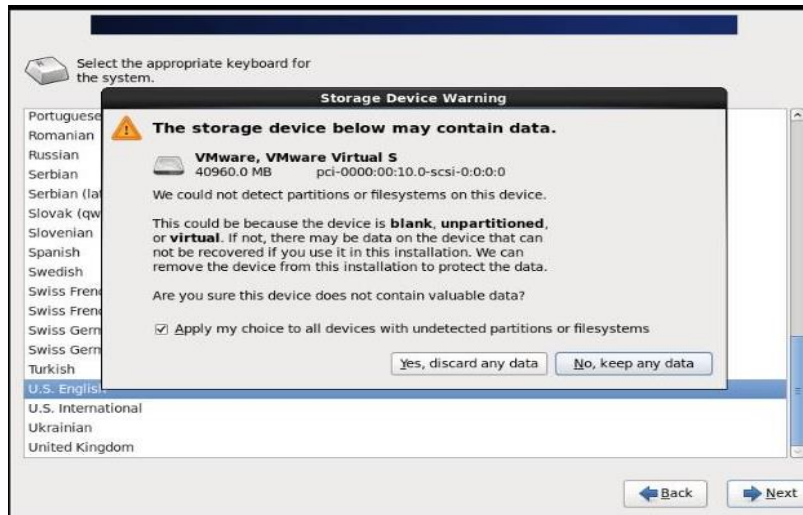 Select the appropriate keyboard for
the system.
Storage Device Warning
Portuguese
Romanian
Russian
Serbian
Serbian (lat
Slovak (qw
Slovenian
Spanish
Swedish
Swiss Fren
Swiss Fren
Swiss Germ
Swiss Germ
Turkish
U.S. English
U.S. International
Ukrainian
United Kingdom
The storage device below may contain data.
VMware, VMware Virtual S
40960.0 MB pci-0000:00:10.0-scsi-0:0:0:0
We could not detect partitions or filesystems on this device.
This could be because the device is blank, unpartitioned,
or virtual. If not, there may be data on the device that can
not be recovered if you use it in this installation. We can
remove the device from this installation to protect the data.
Are you sure this device does not contain valuable data?
Apply my choice to all devices with undetected partitions or filesystems
Yes, discard any data
No, keep any data
Back
Next